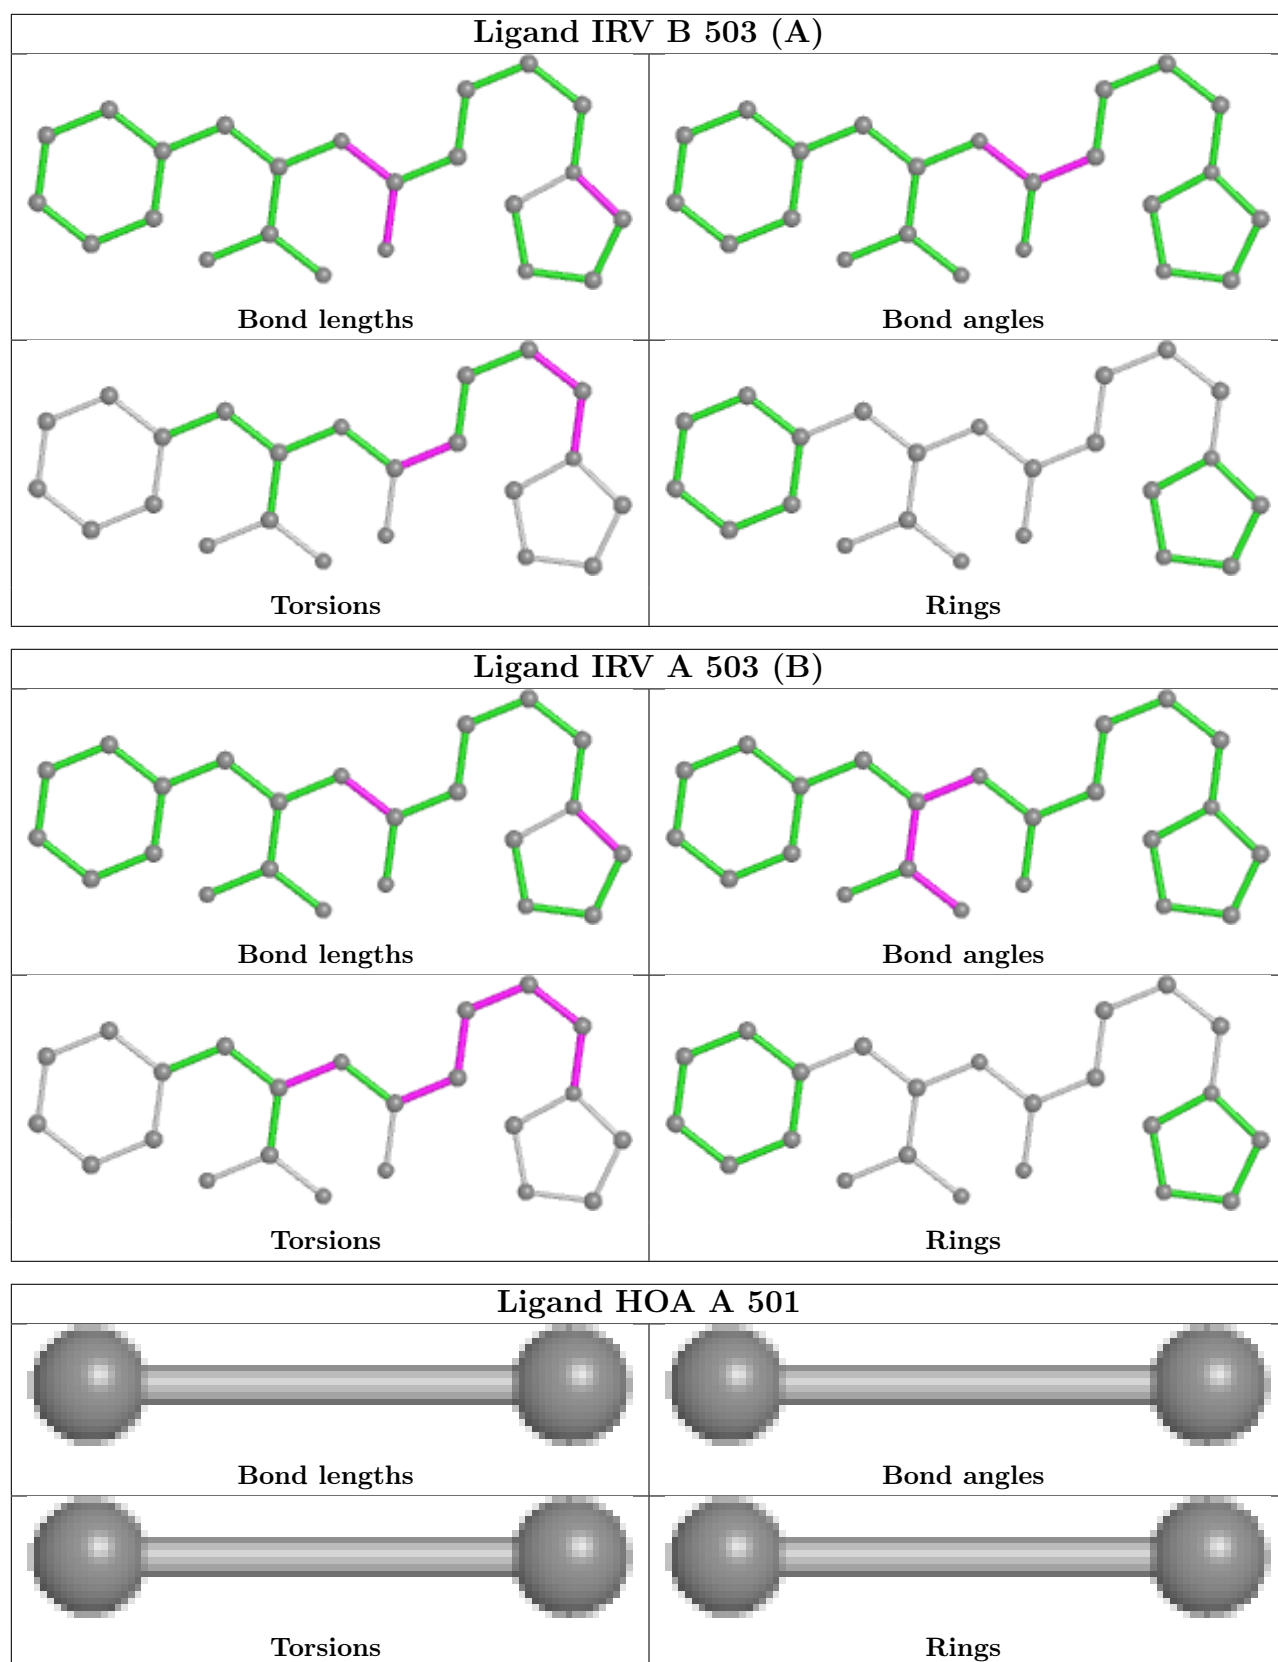 Ligand IRV B 503 (A)
Bond lengths
Bond angles
Torsions
Rings
Ligand IRV A 503 (B)
Bond lengths
Bond angles
Torsions
Rings
Ligand HOA A 501
Bond lengths
Bond angles
Torsions
Rings